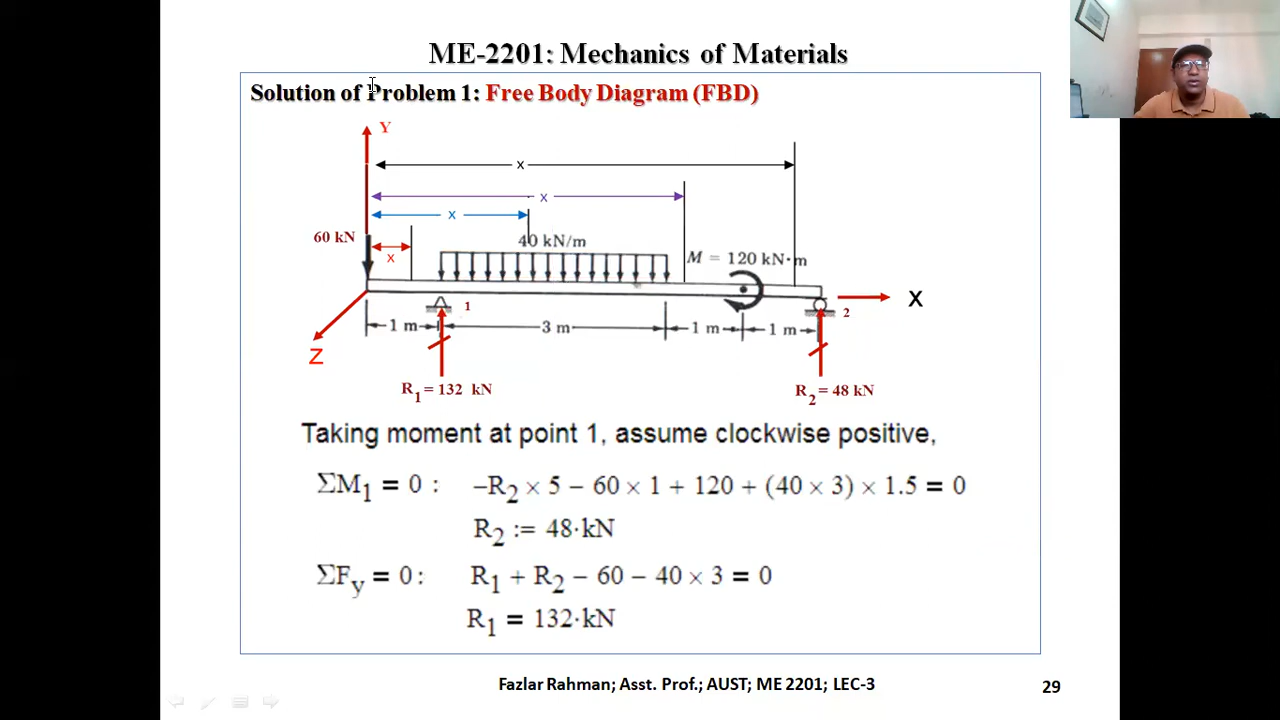 ME-2201: Mechanics of Materials
Solution of Problem 1: Free Body Diagram (FBD)
Y
x
x
x
60 kN
40 kN/m
x
M = 120 kN·m
X
1
2
1 m
3 m
1 m
1 m
Z
R1 = 132 kN
R2 = 48 kN
Taking moment at point 1, assume clockwise positive,
ΣM1 = 0 : –R2 × 5 – 60 × 1 + 120 + (40 × 3) × 1.5 = 0
R2 := 48·kN
ΣFy = 0: R1 + R2 – 60 – 40 × 3 = 0
R1 = 132·kN
Fazlar Rahman; Asst. Prof.; AUST; ME 2201; LEC-3
29